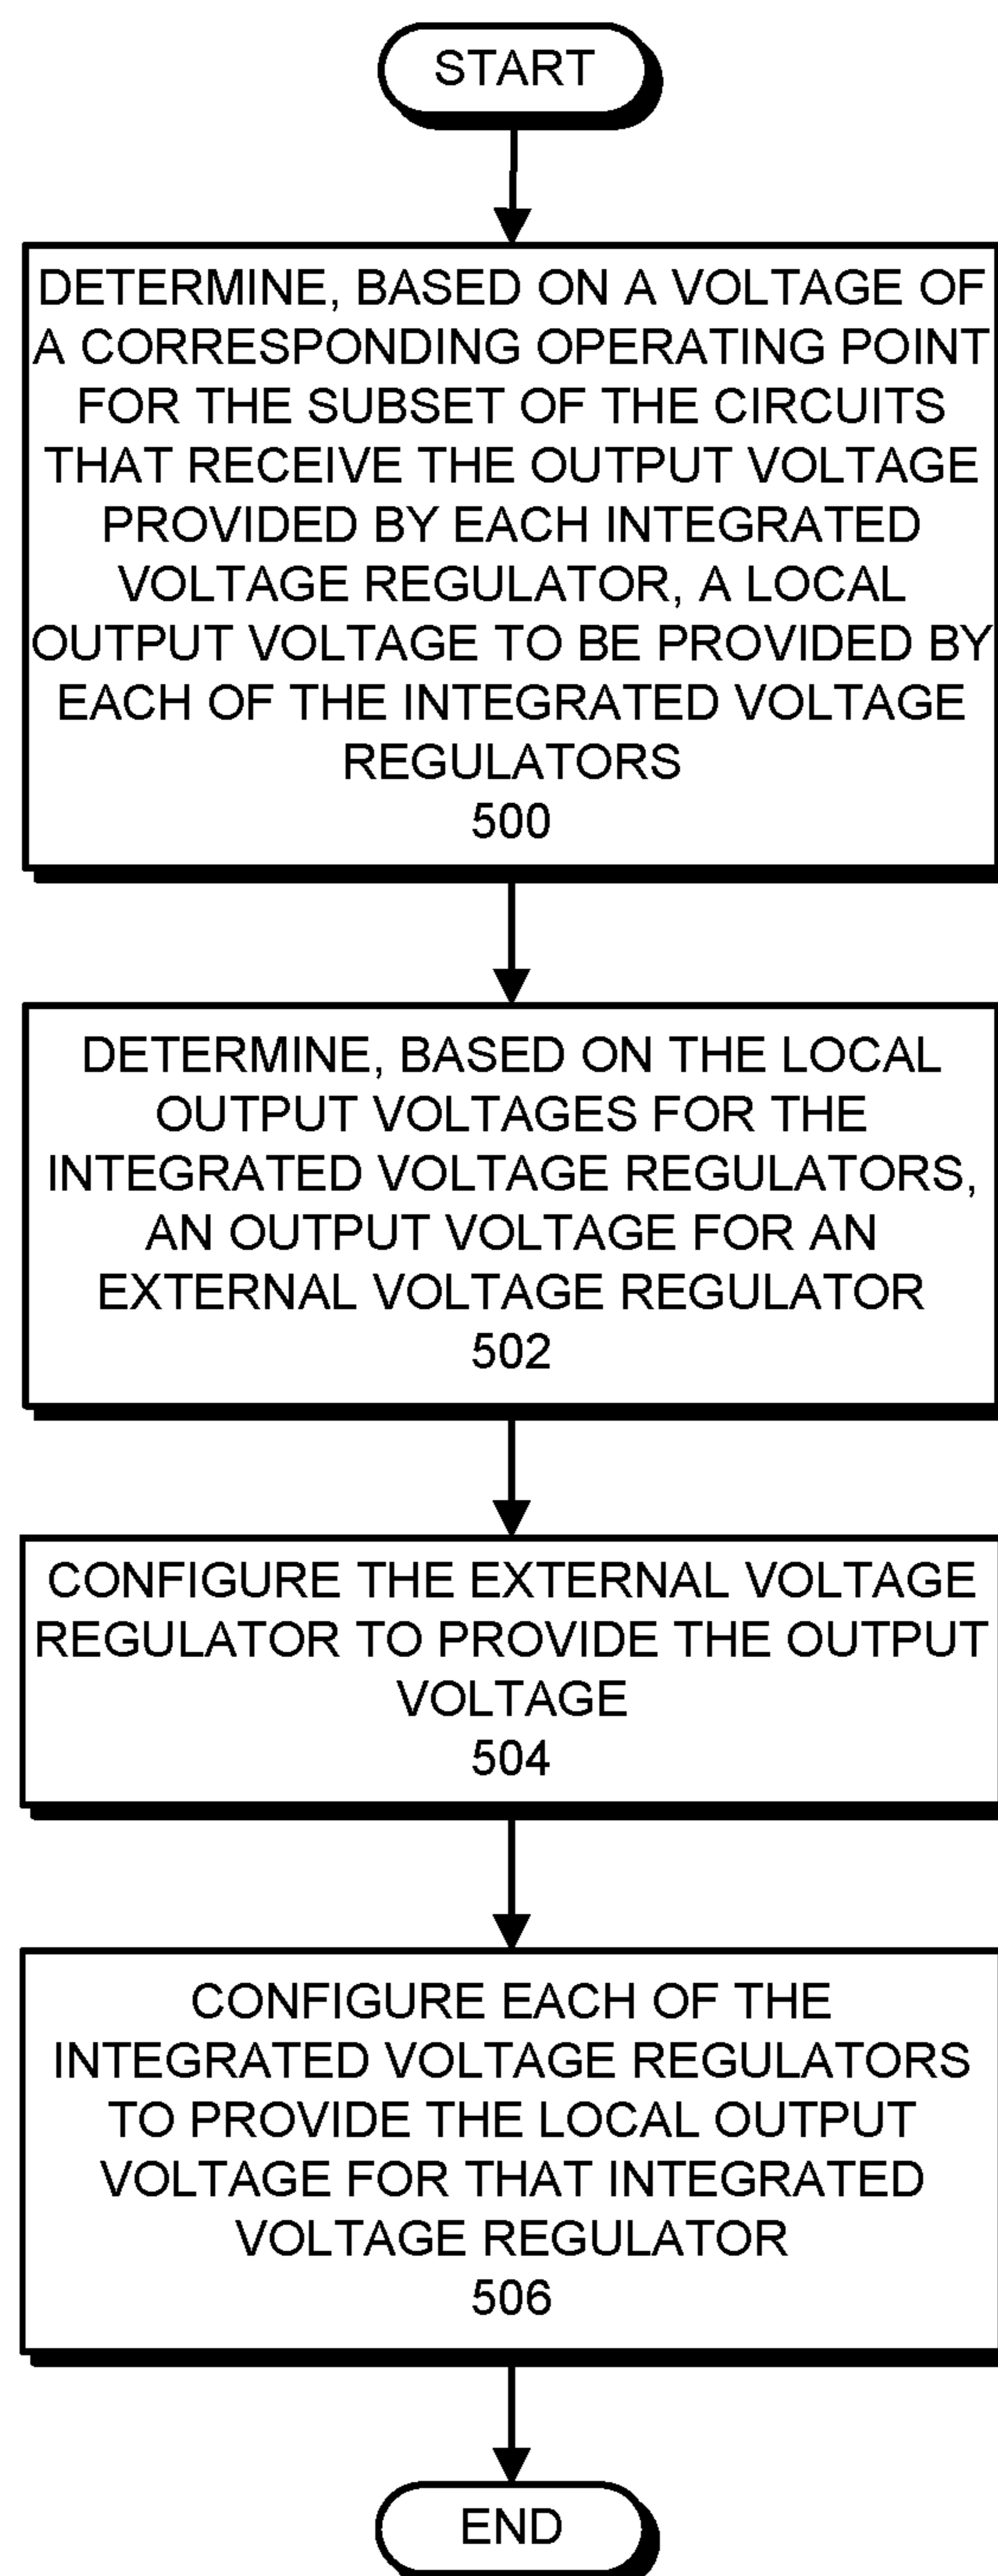 START
DETERMINE, BASED ON A VOLTAGE OF
A CORRESPONDING OPERATING POINT
FOR THE SUBSET OF THE CIRCUITS
THAT RECEIVE THE OUTPUT VOLTAGE
PROVIDED BY EACH INTEGRATED
VOLTAGE REGULATOR, A LOCAL
OUTPUT VOLTAGE TO BE PROVIDED BY
EACH OF THE INTEGRATED VOLTAGE
REGULATORS
500
DETERMINE, BASED ON THE LOCAL
OUTPUT VOLTAGES FOR THE
INTEGRATED VOLTAGE REGULATORS,
AN OUTPUT VOLTAGE FOR AN
EXTERNAL VOLTAGE REGULATOR
502
CONFIGURE THE EXTERNAL VOLTAGE
REGULATOR TO PROVIDE THE OUTPUT
VOLTAGE
504
CONFIGURE EACH OF THE
INTEGRATED VOLTAGE REGULATORS
TO PROVIDE THE LOCAL OUTPUT
VOLTAGE FOR THAT INTEGRATED
VOLTAGE REGULATOR
506
END